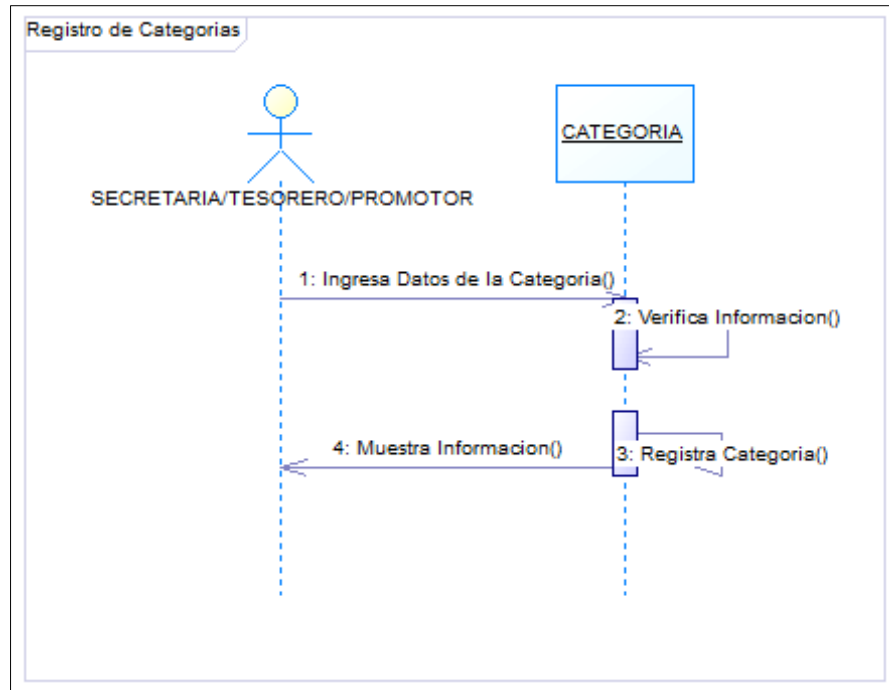 Registro de Categorias
CATEGORIA
SECRETARIA/TESORERO/PROMOTOR
1: Ingresa Datos de la Categoria()
2: Verifica Informacion()
4: Muestra Informacion()
3: Registra Categoria()